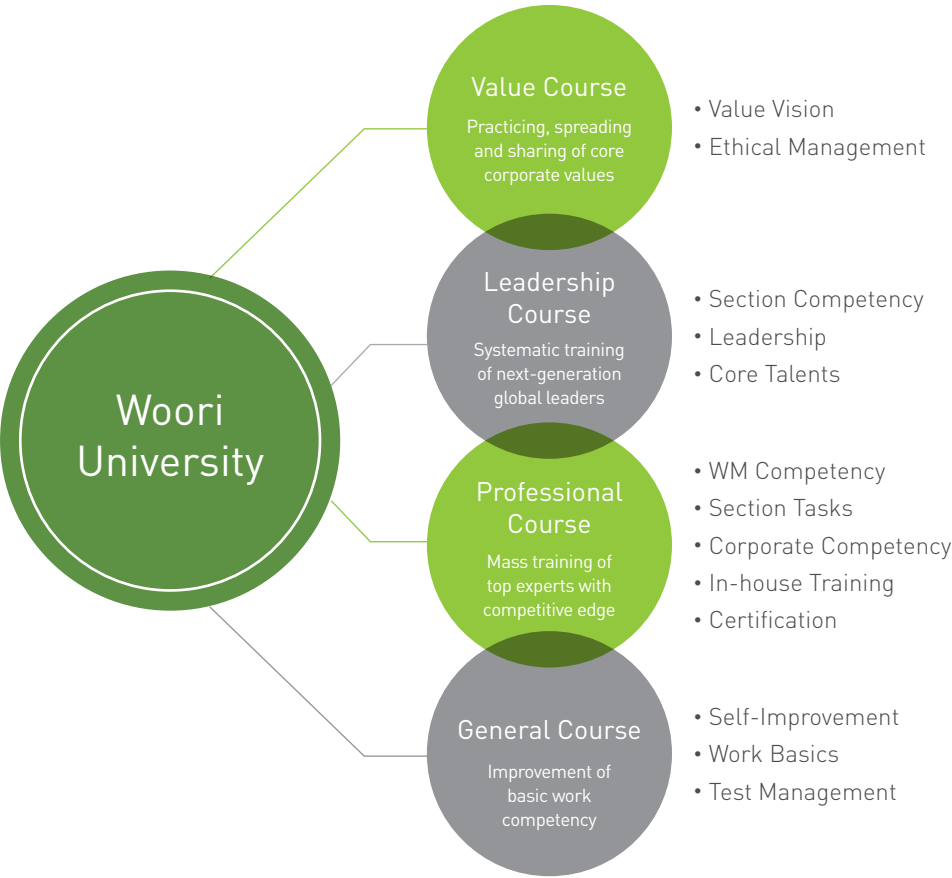 Woori
University
Value Course
Practicing, spreading
and sharing of core
corporate values
• Value Vision
• Ethical Management
Leadership
Course
Systematic training
of next-generation
global leaders
• Section Competency
• Leadership
• Core Talents
Professional
Course
Mass training of
top experts with
competitive edge
• WM Competency
• Section Tasks
• Corporate Competency
• In-house Training
• Certification
General Course
Improvement of
basic work
competency
• Self-Improvement
• Work Basics
• Test Management